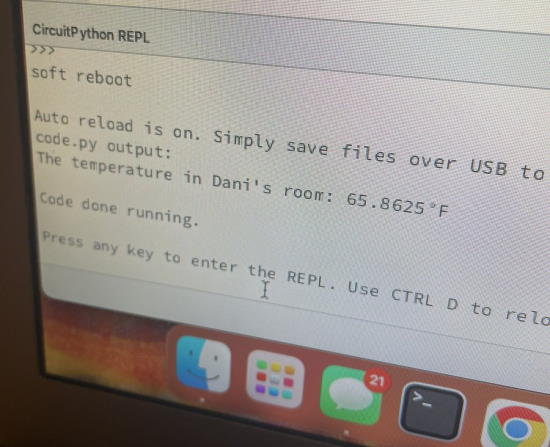 CircuitPython REPL
>>>
soft reboot
Auto reload is on. Simply save files over USB to
code.py output:
The temperature in Dani's room: 65.8625°F
Code done running.
Press any key to enter the REPL. Use CTRL D to relo
21
>_